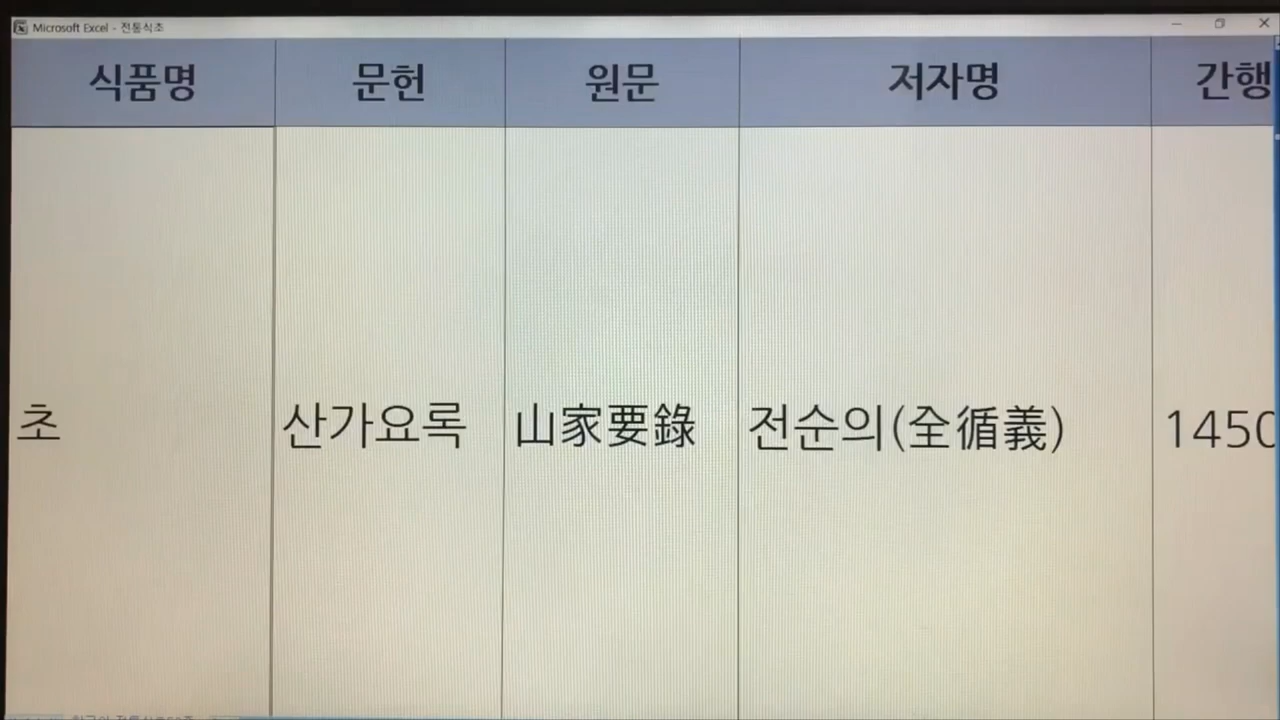 Microsoft Excel - 전통식초
식품명 문헌 원문 저자명 간행
초 산가요록 山家要錄 전순의(全循義) 1450